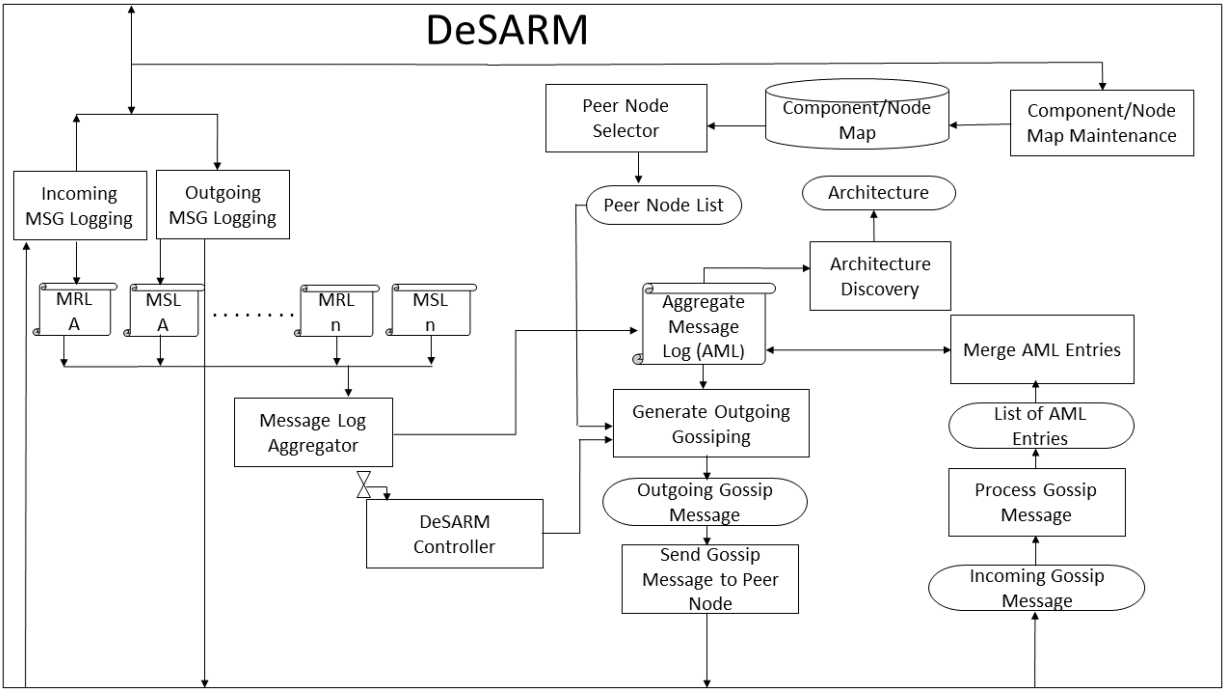 DeSARM
Peer Node
Selector
Component/Node
Map
Component/Node
Map Maintenance
Incoming
MSG Logging
Outgoing
MSG Logging
Peer Node List
Architecture
Architecture
Discovery
MRL
A
MSL
A
........
MRL
n
MSL
n
Aggregate
Message
Log (AML)
Merge AML Entries
Message Log
Aggregator
Generate Outgoing
Gossiping
List of AML
Entries
Outgoing Gossip
Message
Process Gossip
Message
DeSARM
Controller
Send Gossip
Message to Peer
Node
Incoming Gossip
Message